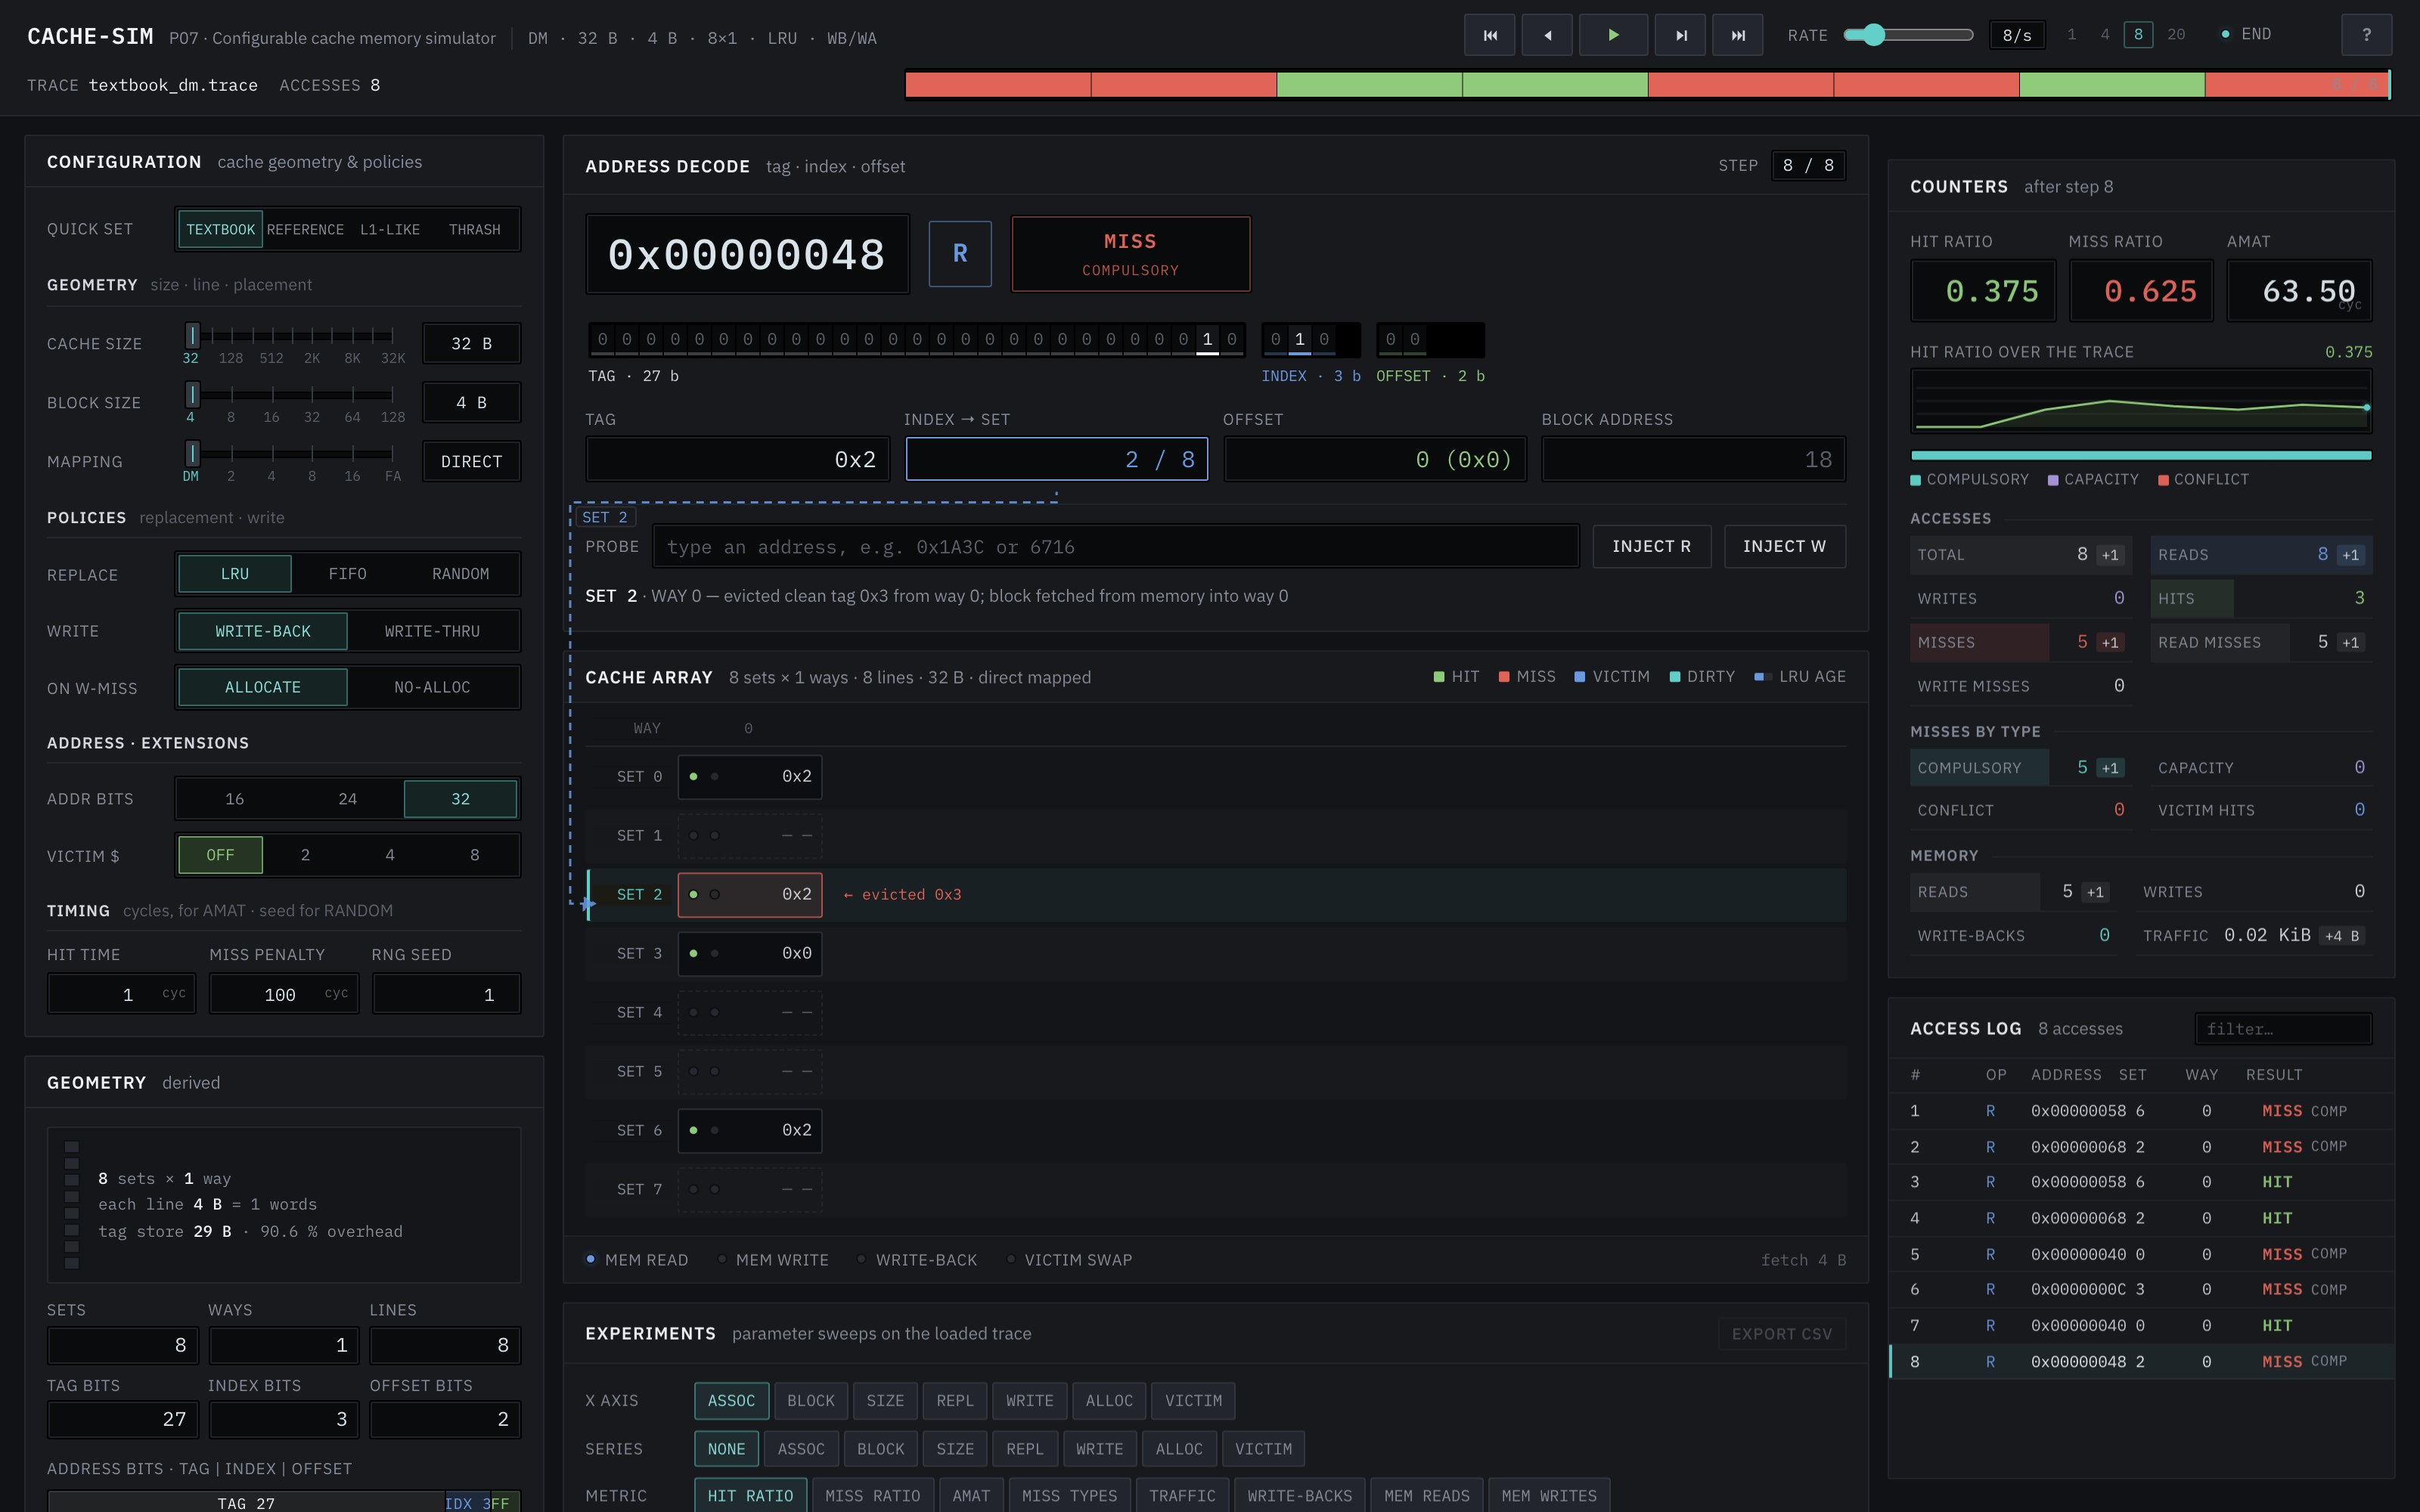 CACHE-SIM P07 · Configurable cache memory simulator DM · 32 B · 4 B · 8×1 · LRU · WB/WA
RATE 8/s 1 4 8 20 END ?
TRACE textbook_dm.trace ACCESSES 8
CONFIGURATION cache geometry & policies
QUICK SET TEXTBOOK REFERENCE L1-LIKE THRASH
GEOMETRY size · line · placement
CACHE SIZE 32 B
32 128 512 2K 8K 32K
BLOCK SIZE 4 B
4 8 16 32 64 128
MAPPING DIRECT
DM 2 4 8 16 FA
POLICIES replacement · write
REPLACE LRU FIFO RANDOM
WRITE WRITE-BACK WRITE-THRU
ON W-MISS ALLOCATE NO-ALLOC
ADDRESS · EXTENSIONS
ADDR BITS 16 24 32
VICTIM $ OFF 2 4 8
TIMING cycles, for AMAT · seed for RANDOM
HIT TIME MISS PENALTY RNG SEED
1 cyc 100 cyc 1
GEOMETRY derived
8 sets × 1 way
each line 4 B = 1 words
tag store 29 B · 90.6 % overhead
SETS WAYS LINES
8 1 8
TAG BITS INDEX BITS OFFSET BITS
27 3 2
ADDRESS BITS · TAG | INDEX | OFFSET
TAG 27 IDX 3 FF
ADDRESS DECODE tag · index · offset STEP 8 / 8
0x00000048 R MISS
COMPULSORY
0 0 0 0 0 0 0 0 0 0 0 0 0 0 0 0 0 0 0 0 0 0 0 0 0 1 0 0 1 0 0 0
TAG · 27 b INDEX · 3 b OFFSET · 2 b
TAG INDEX → SET OFFSET BLOCK ADDRESS
0x2 2 / 8 0 (0x0) 18
SET 2
PROBE type an address, e.g. 0x1A3C or 6716 INJECT R INJECT W
SET 2 · WAY 0 — evicted clean tag 0x3 from way 0; block fetched from memory into way 0
CACHE ARRAY 8 sets × 1 ways · 8 lines · 32 B · direct mapped HIT MISS VICTIM DIRTY LRU AGE
WAY 0
SET 0 0x2
SET 1 – –
SET 2 0x2 ← evicted 0x3
SET 3 0x0
SET 4 – –
SET 5 – –
SET 6 0x2
SET 7 – –
MEM READ MEM WRITE WRITE-BACK VICTIM SWAP fetch 4 B
EXPERIMENTS parameter sweeps on the loaded trace EXPORT CSV
X AXIS ASSOC BLOCK SIZE REPL WRITE ALLOC VICTIM
SERIES NONE ASSOC BLOCK SIZE REPL WRITE ALLOC VICTIM
METRIC HIT RATIO MISS RATIO AMAT MISS TYPES TRAFFIC WRITE-BACKS MEM READS MEM WRITES
COUNTERS after step 8
HIT RATIO MISS RATIO AMAT
0.375 0.625 63.50 cyc
HIT RATIO OVER THE TRACE 0.375
COMPULSORY CAPACITY CONFLICT
ACCESSES
TOTAL 8 +1 READS 8 +1
WRITES 0 HITS 3
MISSES 5 +1 READ MISSES 5 +1
WRITE MISSES 0
MISSES BY TYPE
COMPULSORY 5 +1 CAPACITY 0
CONFLICT 0 VICTIM HITS 0
MEMORY
READS 5 +1 WRITES 0
WRITE-BACKS 0 TRAFFIC 0.02 KiB +4 B
ACCESS LOG 8 accesses filter…
# OP ADDRESS SET WAY RESULT
1 R 0x00000058 6 0 MISS COMP
2 R 0x00000068 2 0 MISS COMP
3 R 0x00000058 6 0 HIT
4 R 0x00000068 2 0 HIT
5 R 0x00000040 0 0 MISS COMP
6 R 0x0000000C 3 0 MISS COMP
7 R 0x00000040 0 0 HIT
8 R 0x00000048 2 0 MISS COMP